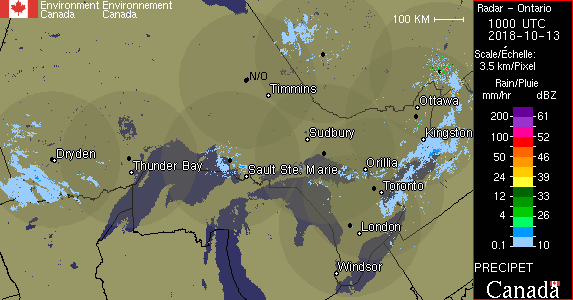 Environment Environnement
Canada Canada
100 KM
N/O
Timmins
Ottawa
Sudbury
Kingston
Dryden
Thunder Bay
Sault Ste. Marie
Orillia
Toronto
London
Windsor
Radar - Ontario
1000 UTC
2018-10-13
Scale/Échelle:
3.5 km/Pixel
Rain/Pluie
mm/hr dBZ
200 61
100 52
50 46
24 39
12 33
4 26
0.1 10
PRECIPET
Canada